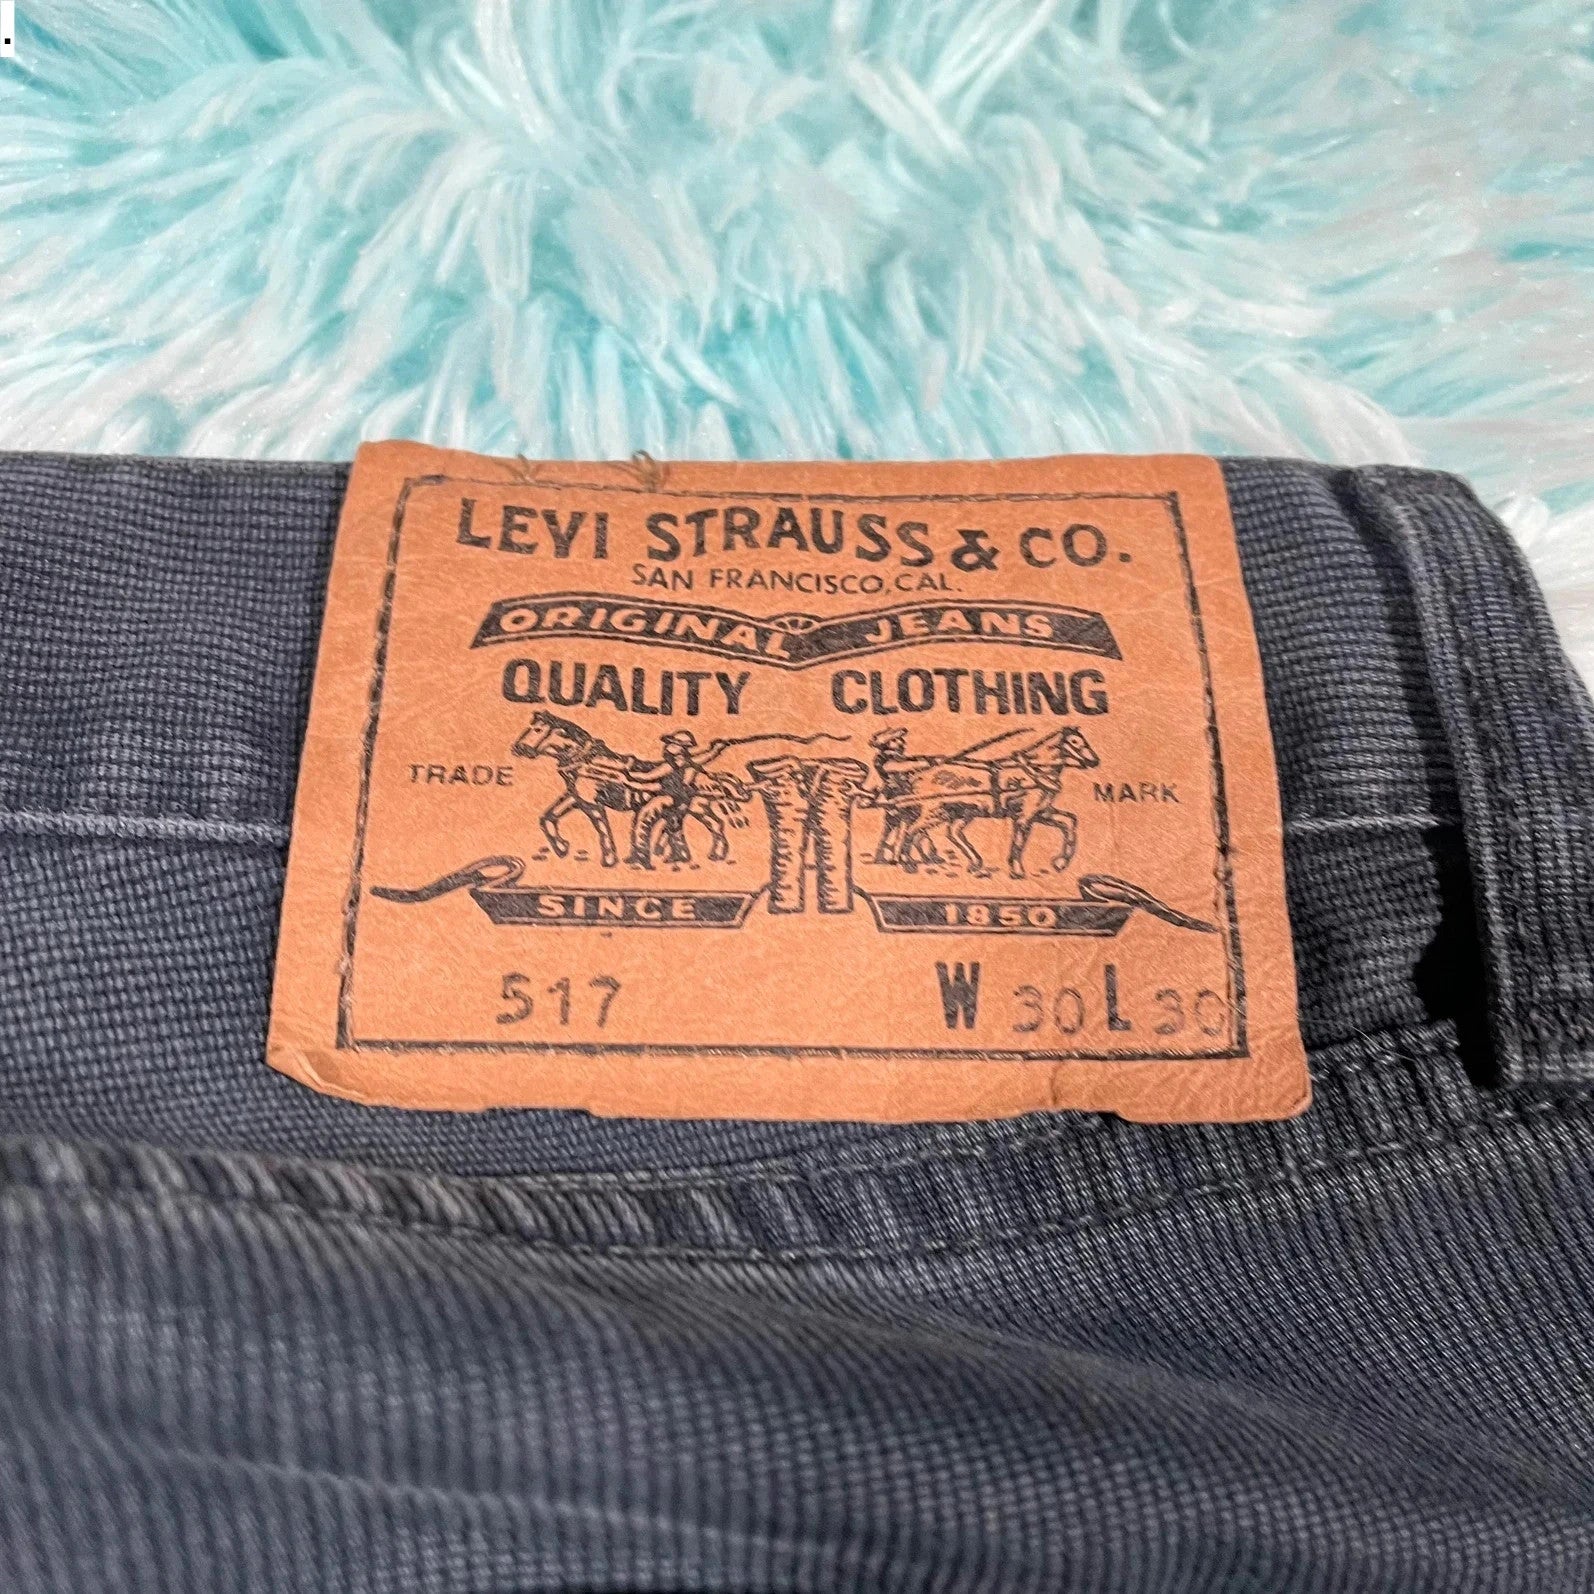 .
LEVI STRAUSS & CO.
SAN FRANCISCO, CAL.
ORIGINAL JEANS
QUALITY CLOTHING
TRADE MARK
SINCE 1850
517 W 30 L 30